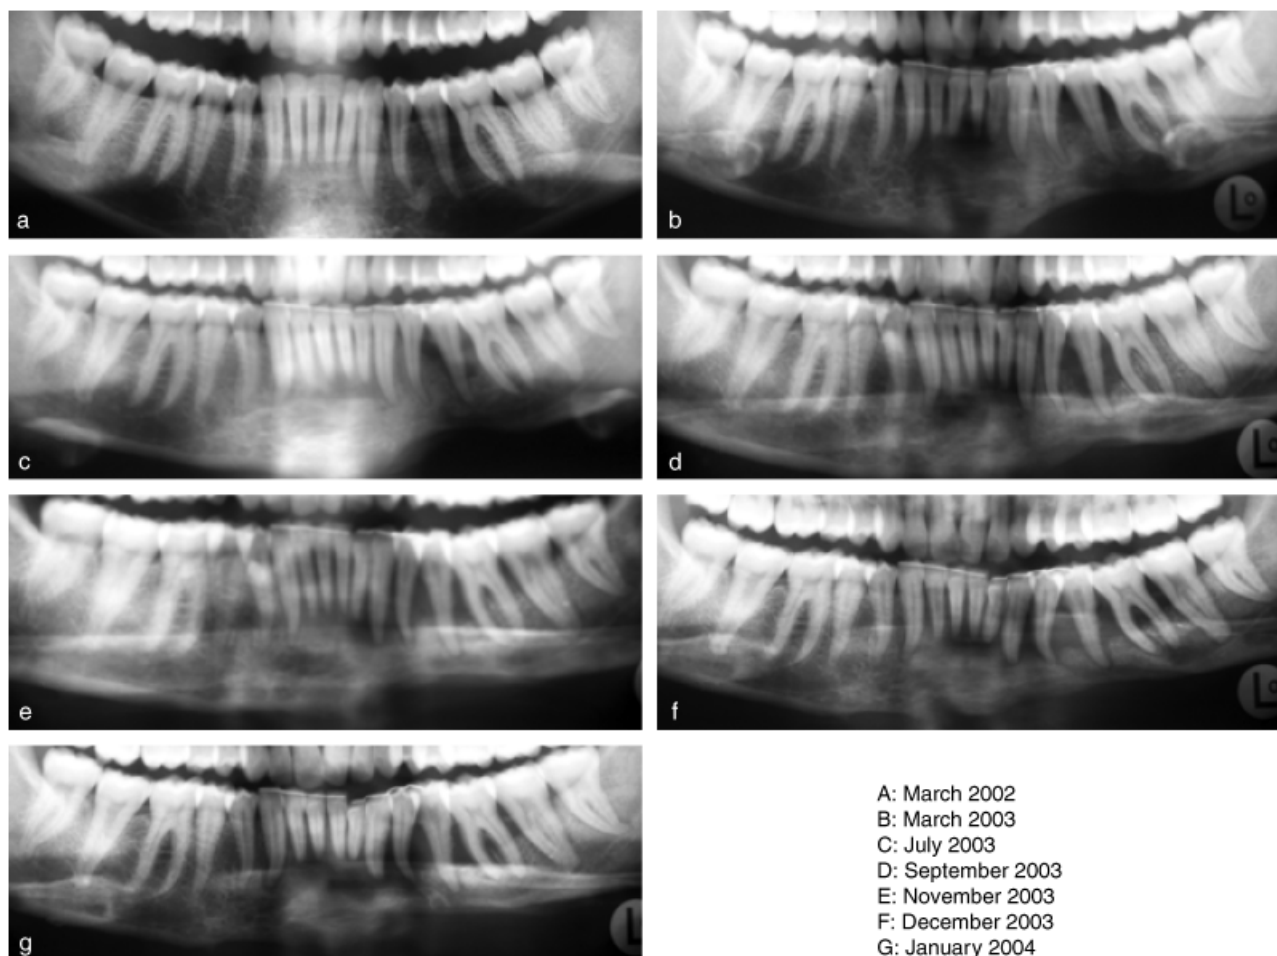 a
b
L
c
d
L
e
f
L
g
L
A: March 2002
B: March 2003
C: July 2003
D: September 2003
E: November 2003
F: December 2003
G: January 2004